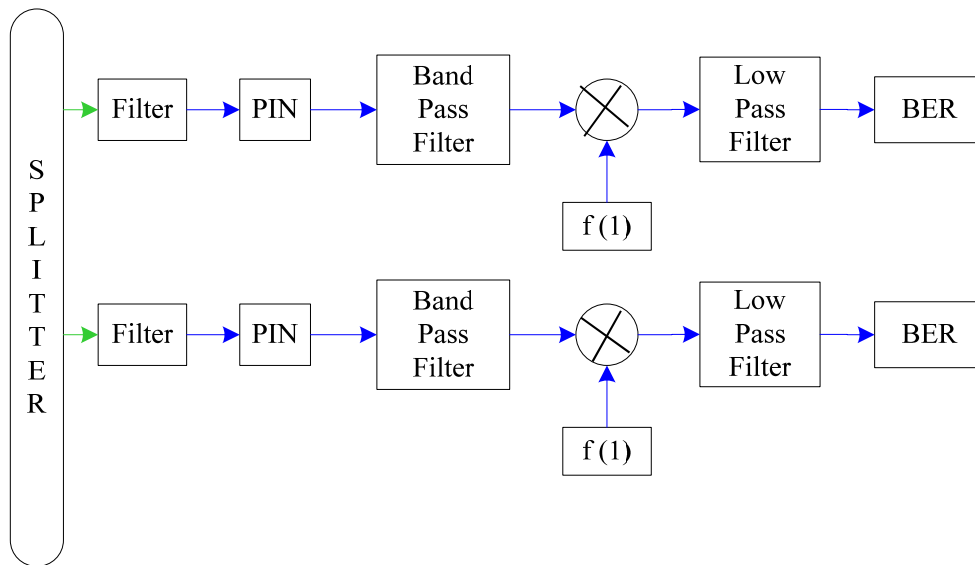 SPLITTER
Filter
PIN
Band
Pass
Filter
Low
Pass
Filter
BER
f (1)
Filter
PIN
Band
Pass
Filter
Low
Pass
Filter
BER
f (1)